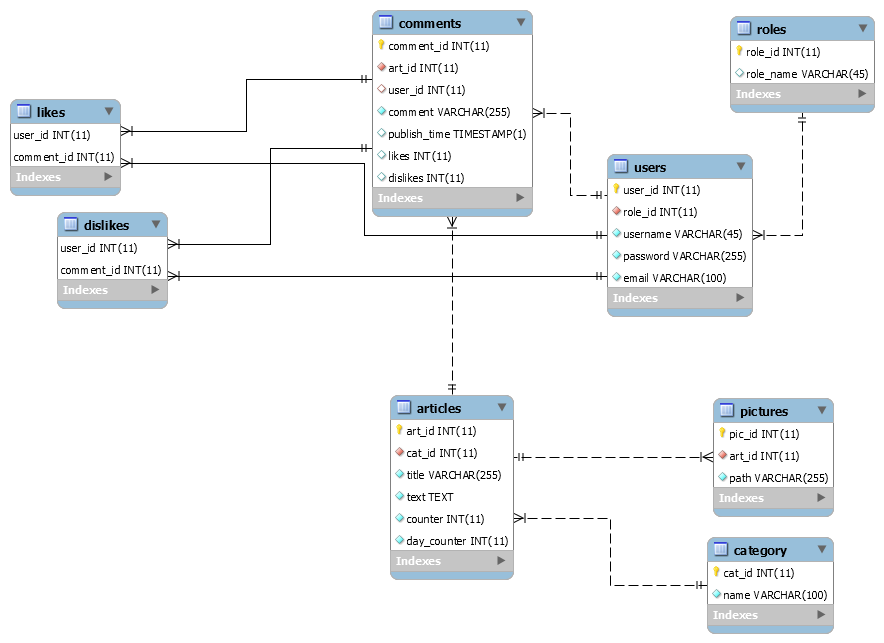 comments
comment_id INT(11)
art_id INT(11)
user_id INT(11)
comment VARCHAR(255)
publish_time TIMESTAMP(1)
likes INT(11)
dislikes INT(11)
Indexes
roles
role_id INT(11)
role_name VARCHAR(45)
Indexes
likes
user_id INT(11)
comment_id INT(11)
Indexes
users
user_id INT(11)
role_id INT(11)
username VARCHAR(45)
password VARCHAR(255)
email VARCHAR(100)
Indexes
dislikes
user_id INT(11)
comment_id INT(11)
Indexes
articles
art_id INT(11)
cat_id INT(11)
title VARCHAR(255)
text TEXT
counter INT(11)
day_counter INT(11)
Indexes
pictures
pic_id INT(11)
art_id INT(11)
path VARCHAR(255)
Indexes
category
cat_id INT(11)
name VARCHAR(100)
Indexes